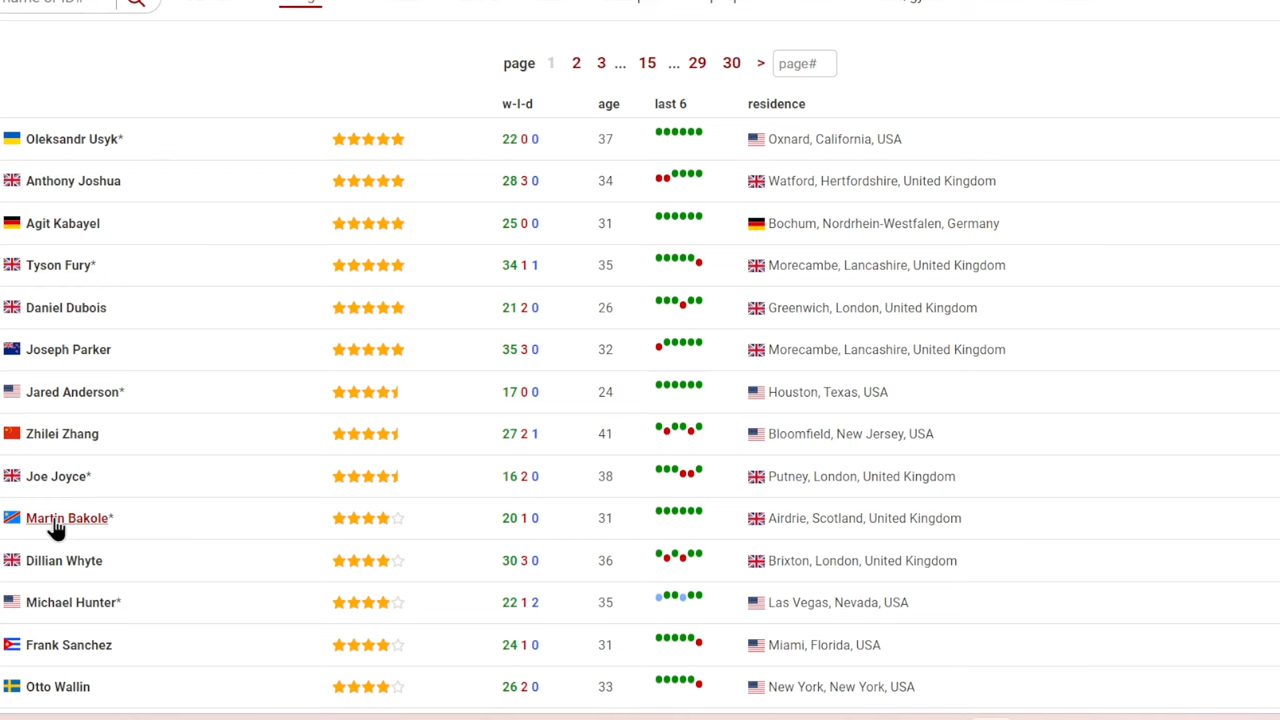 page 1 2 3 ... 15 ... 29 30 > page#
w-l-d age last 6 residence
Oleksandr Usyk* 22 0 0 37 Oxnard, California, USA
Anthony Joshua 28 3 0 34 Watford, Hertfordshire, United Kingdom
Agit Kabayel 25 0 0 31 Bochum, Nordrhein-Westfalen, Germany
Tyson Fury* 34 1 1 35 Morecambe, Lancashire, United Kingdom
Daniel Dubois 21 2 0 26 Greenwich, London, United Kingdom
Joseph Parker 35 3 0 32 Morecambe, Lancashire, United Kingdom
Jared Anderson* 17 0 0 24 Houston, Texas, USA
Zhilei Zhang 27 2 1 41 Bloomfield, New Jersey, USA
Joe Joyce* 16 2 0 38 Putney, London, United Kingdom
Martin Bakole* 20 1 0 31 Airdrie, Scotland, United Kingdom
Dillian Whyte 30 3 0 36 Brixton, London, United Kingdom
Michael Hunter* 22 1 2 35 Las Vegas, Nevada, USA
Frank Sanchez 24 1 0 31 Miami, Florida, USA
Otto Wallin 26 2 0 33 New York, New York, USA